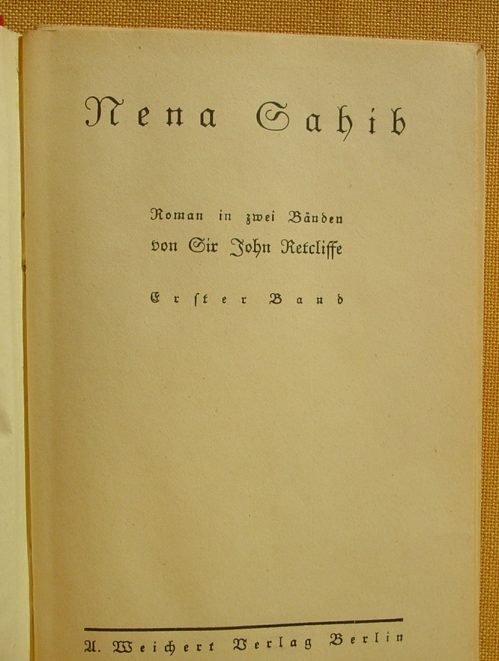 Nena Sahib
Roman in zwei Bänden
von Sir John Retcliffe
Erſter Band
A. Weichert Verlag Berlin